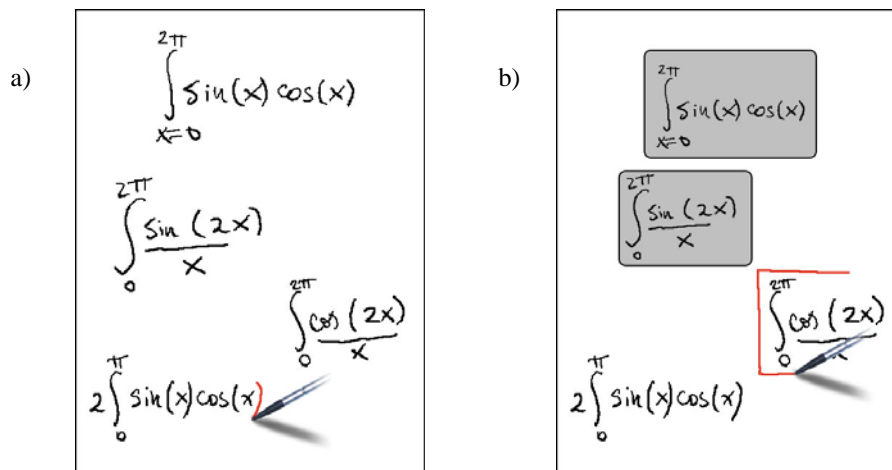 a)
2π
∫ sin(x) cos(x)
x=0
2π
∫ sin (2x)
x
0
2π
∫ cos (2x)
x
0
π
2 ∫ sin(x) cos(x)
0
b)
2π
∫ sin(x) cos(x)
x=0
2π
∫ sin (2x)
x
0
2π
∫ cos (2x)
x
0
π
2 ∫ sin(x) cos(x)
0